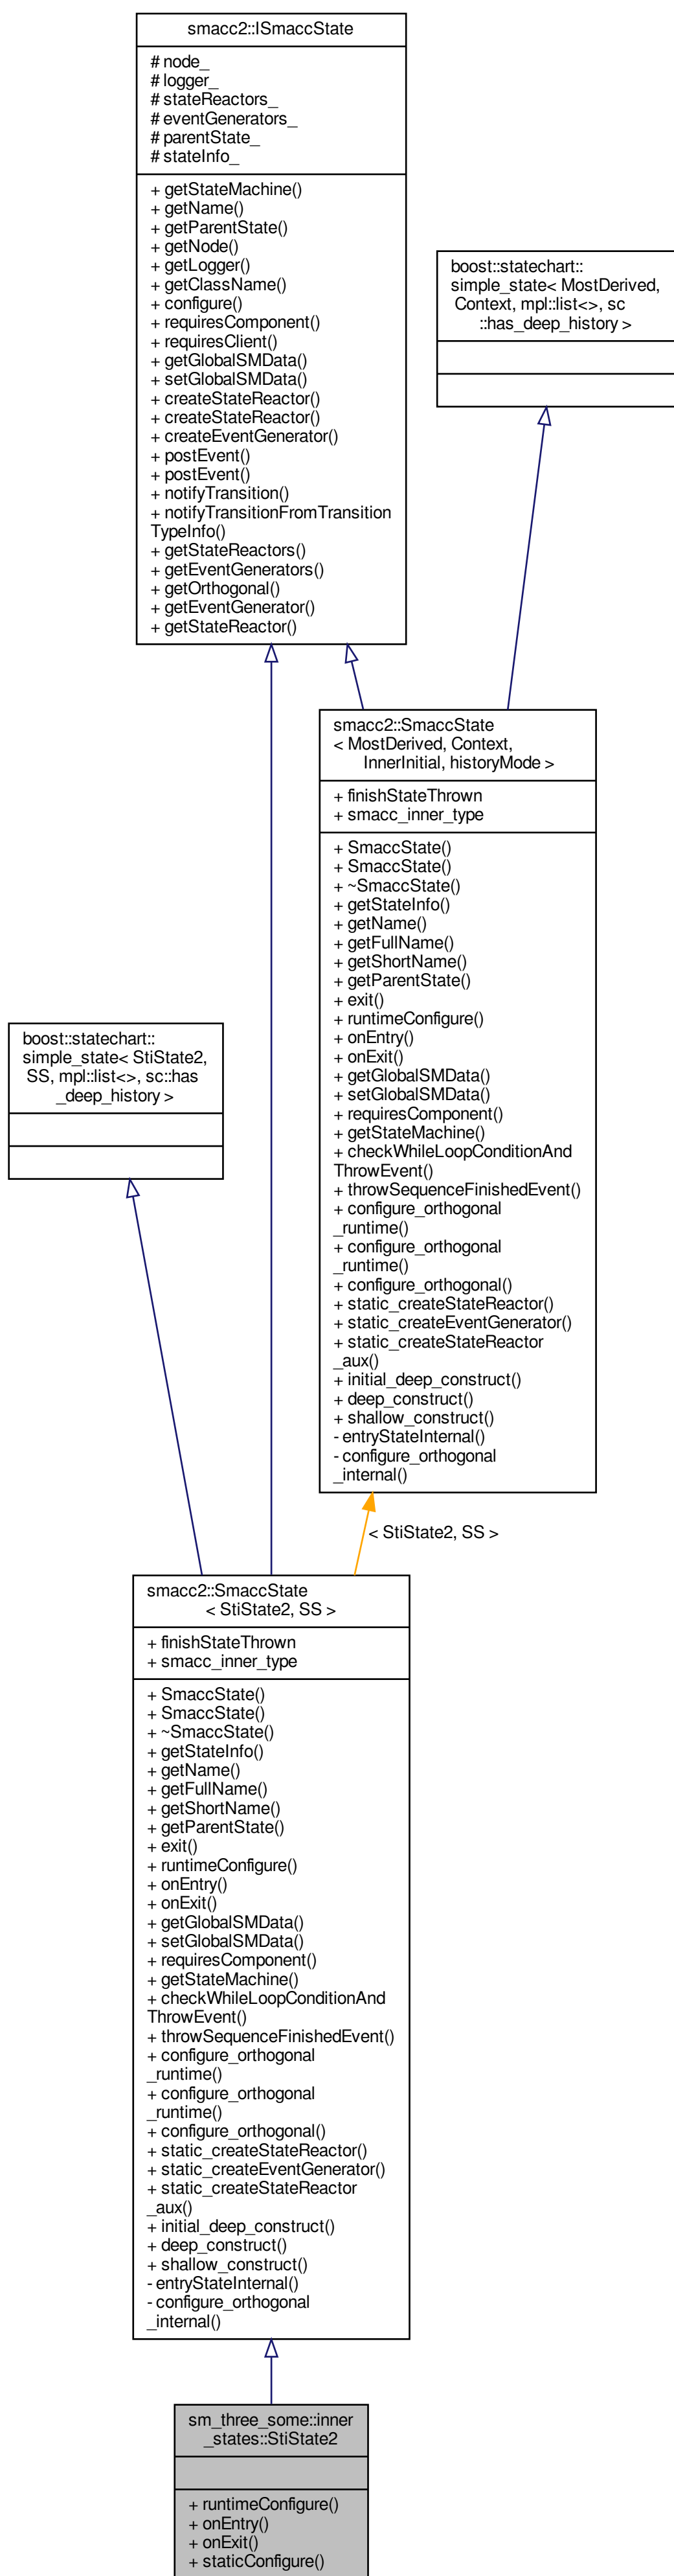 smacc2::ISmaccState
# node_
# logger_
# stateReactors_
# eventGenerators_
# parentState_
# stateInfo_
+ getStateMachine()
+ getName()
+ getParentState()
+ getNode()
+ getLogger()
+ getClassName()
+ configure()
+ requiresComponent()
+ requiresClient()
+ getGlobalSMData()
+ setGlobalSMData()
+ createStateReactor()
+ createStateReactor()
+ createEventGenerator()
+ postEvent()
+ postEvent()
+ notifyTransition()
+ notifyTransitionFromTransition
TypeInfo()
+ getStateReactors()
+ getEventGenerators()
+ getOrthogonal()
+ getEventGenerator()
+ getStateReactor()
boost::statechart::
simple_state< MostDerived,
Context, mpl::list<>, sc
::has_deep_history >
smacc2::SmaccState
< MostDerived, Context,
InnerInitial, historyMode >
+ finishStateThrown
+ smacc_inner_type
+ SmaccState()
+ SmaccState()
+ ~SmaccState()
+ getStateInfo()
+ getName()
+ getFullName()
+ getShortName()
+ getParentState()
+ exit()
+ runtimeConfigure()
+ onEntry()
+ onExit()
+ getGlobalSMData()
+ setGlobalSMData()
+ requiresComponent()
+ getStateMachine()
+ checkWhileLoopConditionAnd
ThrowEvent()
+ throwSequenceFinishedEvent()
+ configure_orthogonal
_runtime()
+ configure_orthogonal
_runtime()
+ configure_orthogonal()
+ static_createStateReactor()
+ static_createEventGenerator()
+ static_createStateReactor
_aux()
+ initial_deep_construct()
+ deep_construct()
+ shallow_construct()
- entryStateInternal()
- configure_orthogonal
_internal()
boost::statechart::
simple_state< StiState2,
SS, mpl::list<>, sc::has
_deep_history >
< StiState2, SS >
smacc2::SmaccState
< StiState2, SS >
+ finishStateThrown
+ smacc_inner_type
+ SmaccState()
+ SmaccState()
+ ~SmaccState()
+ getStateInfo()
+ getName()
+ getFullName()
+ getShortName()
+ getParentState()
+ exit()
+ runtimeConfigure()
+ onEntry()
+ onExit()
+ getGlobalSMData()
+ setGlobalSMData()
+ requiresComponent()
+ getStateMachine()
+ checkWhileLoopConditionAnd
ThrowEvent()
+ throwSequenceFinishedEvent()
+ configure_orthogonal
_runtime()
+ configure_orthogonal
_runtime()
+ configure_orthogonal()
+ static_createStateReactor()
+ static_createEventGenerator()
+ static_createStateReactor
_aux()
+ initial_deep_construct()
+ deep_construct()
+ shallow_construct()
- entryStateInternal()
- configure_orthogonal
_internal()
sm_three_some::inner
_states::StiState2
+ runtimeConfigure()
+ onEntry()
+ onExit()
+ staticConfigure()